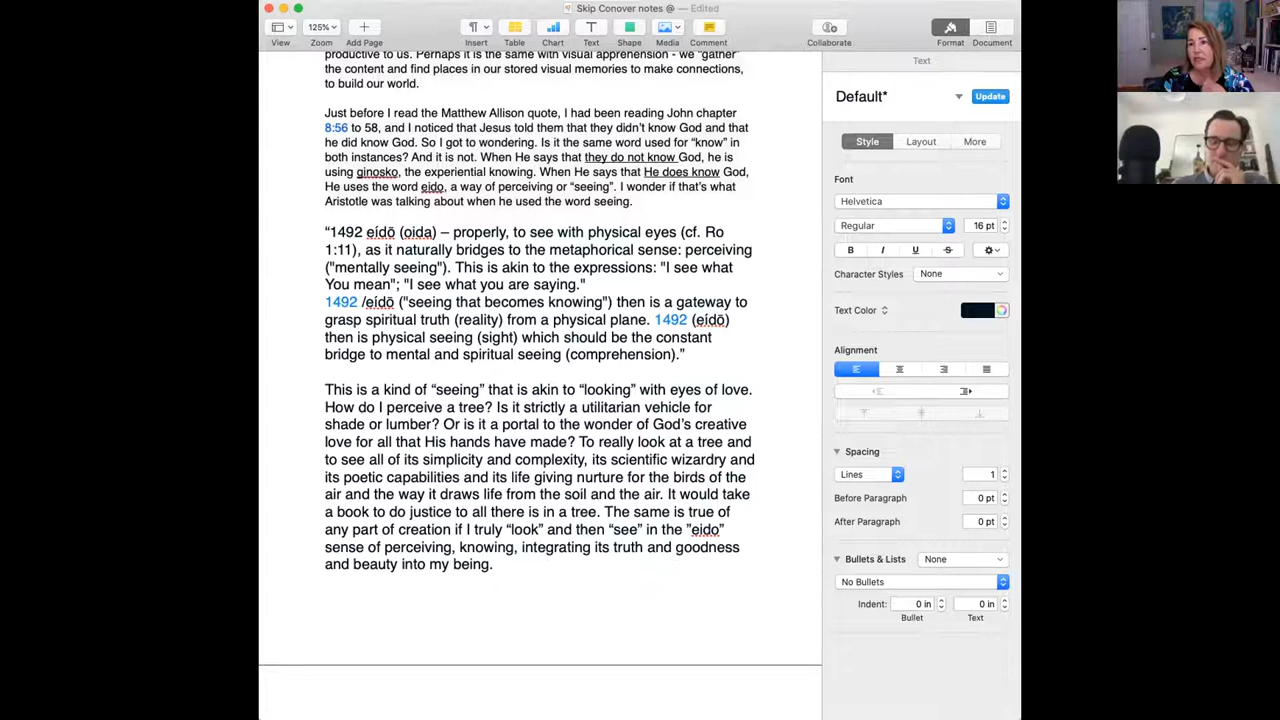 Skip Conover notes @ — Edited
View
125%
Zoom
Add Page
Insert
Table
Chart
Text
Shape
Media
Comment
Collaborate
Format
Document
productive to us. Perhaps it is the same with visual apprehension - we “gather”
the content and find places in our stored visual memories to make connections,
to build our world.
Just before I read the Matthew Allison quote, I had been reading John chapter
8:56 to 58, and I noticed that Jesus told them that they didn’t know God and that
he did know God. So I got to wondering. Is it the same word used for “know” in
both instances? And it is not. When He says that they do not know God, he is
using ginosko, the experiential knowing. When He says that He does know God,
He uses the word eido, a way of perceiving or “seeing”. I wonder if that’s what
Aristotle was talking about when he used the word seeing.
“1492 eídō (oida) – properly, to see with physical eyes (cf. Ro
1:11), as it naturally bridges to the metaphorical sense: perceiving
("mentally seeing"). This is akin to the expressions: "I see what
You mean"; "I see what you are saying."
1492 /eídō ("seeing that becomes knowing") then is a gateway to
grasp spiritual truth (reality) from a physical plane. 1492 (eídō)
then is physical seeing (sight) which should be the constant
bridge to mental and spiritual seeing (comprehension).”
This is a kind of “seeing” that is akin to “looking” with eyes of love.
How do I perceive a tree? Is it strictly a utilitarian vehicle for
shade or lumber? Or is it a portal to the wonder of God’s creative
love for all that His hands have made? To really look at a tree and
to see all of its simplicity and complexity, its scientific wizardry and
its poetic capabilities and its life giving nurture for the birds of the
air and the way it draws life from the soil and the air. It would take
a book to do justice to all there is in a tree. The same is true of
any part of creation if I truly “look” and then “see” in the ”eido”
sense of perceiving, knowing, integrating its truth and goodness
and beauty into my being.
Text
Default*
Update
Style
Layout
More
Font
Helvetica
Regular
16 pt
B I U S
Character Styles
None
Text Color
Alignment
Spacing
Lines
1
Before Paragraph
0 pt
After Paragraph
0 pt
Bullets & Lists
None
No Bullets
Indent:
0 in
0 in
Bullet
Text